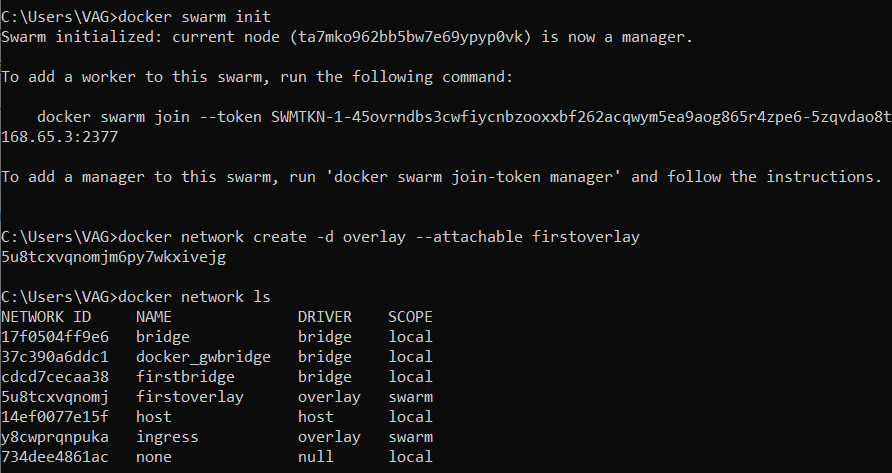 C:\Users\VAG>docker swarm init
Swarm initialized: current node (ta7mko962bb5bw7e69ypyp0vk) is now a manager.
To add a worker to this swarm, run the following command:
docker swarm join --token SWMTKN-1-45ovrndbs3cwfiycnbzooxxbf262acqwym5ea9aog865r4zpe6-5zqvdao8t
168.65.3:2377
To add a manager to this swarm, run 'docker swarm join-token manager' and follow the instructions.
C:\Users\VAG>docker network create -d overlay --attachable firstoverlay
5u8tcxvqnomjm6py7wkxivejg
C:\Users\VAG>docker network ls
NETWORK ID     NAME              DRIVER    SCOPE
17f0504ff9e6   bridge            bridge    local
37c390a6ddc1   docker_gwbridge   bridge    local
cdcd7cecaa38   firstbridge       bridge    local
5u8tcxvqnomj   firstoverlay      overlay   swarm
14ef0077e15f   host              host      local
y8cwprqnpuka   ingress           overlay   swarm
734dee4861ac   none              null      local